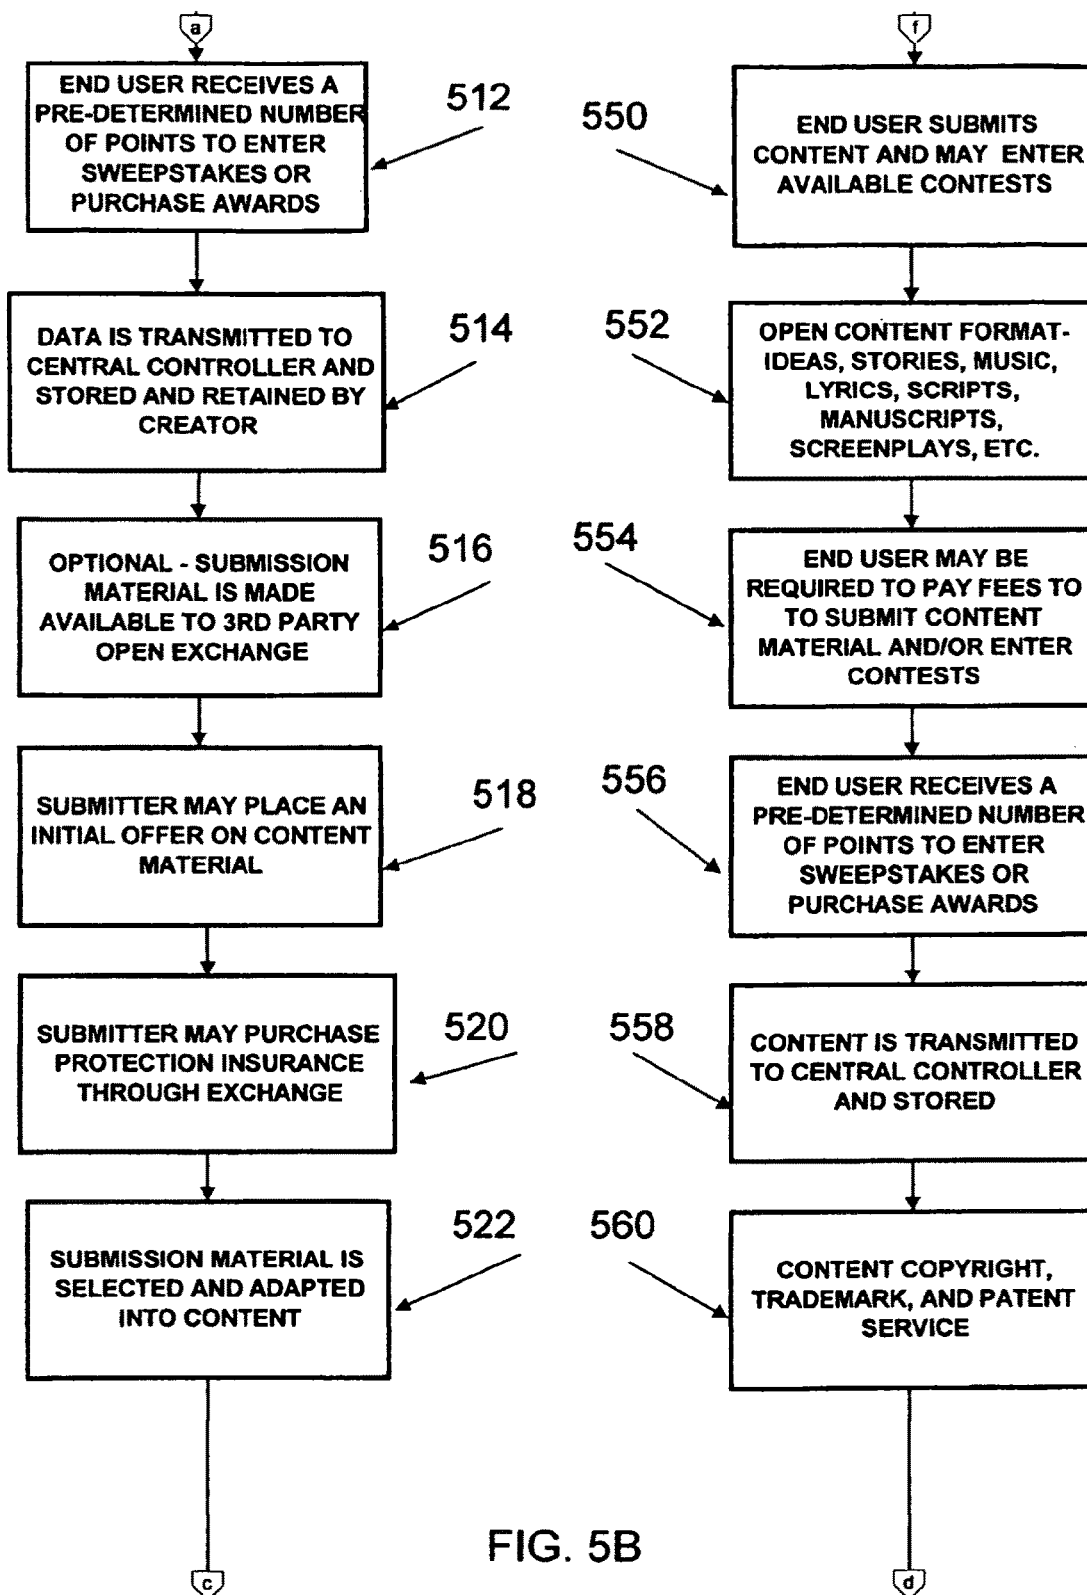 a
END USER RECEIVES A
PRE-DETERMINED NUMBER
OF POINTS TO ENTER
SWEEPSTAKES OR
PURCHASE AWARDS
512
DATA IS TRANSMITTED TO
CENTRAL CONTROLLER AND
STORED AND RETAINED BY
CREATOR
514
OPTIONAL - SUBMISSION
MATERIAL IS MADE
AVAILABLE TO 3RD PARTY
OPEN EXCHANGE
516
SUBMITTER MAY PLACE AN
INITIAL OFFER ON CONTENT
MATERIAL
518
SUBMITTER MAY PURCHASE
PROTECTION INSURANCE
THROUGH EXCHANGE
520
SUBMISSION MATERIAL IS
SELECTED AND ADAPTED
INTO CONTENT
522
c
f
550
END USER SUBMITS
CONTENT AND MAY ENTER
AVAILABLE CONTESTS
552
OPEN CONTENT FORMAT-
IDEAS, STORIES, MUSIC,
LYRICS, SCRIPTS,
MANUSCRIPTS,
SCREENPLAYS, ETC.
554
END USER MAY BE
REQUIRED TO PAY FEES TO
TO SUBMIT CONTENT
MATERIAL AND/OR ENTER
CONTESTS
556
END USER RECEIVES A
PRE-DETERMINED NUMBER
OF POINTS TO ENTER
SWEEPSTAKES OR
PURCHASE AWARDS
558
CONTENT IS TRANSMITTED
TO CENTRAL CONTROLLER
AND STORED
560
CONTENT COPYRIGHT,
TRADEMARK, AND PATENT
SERVICE
d
FIG. 5B